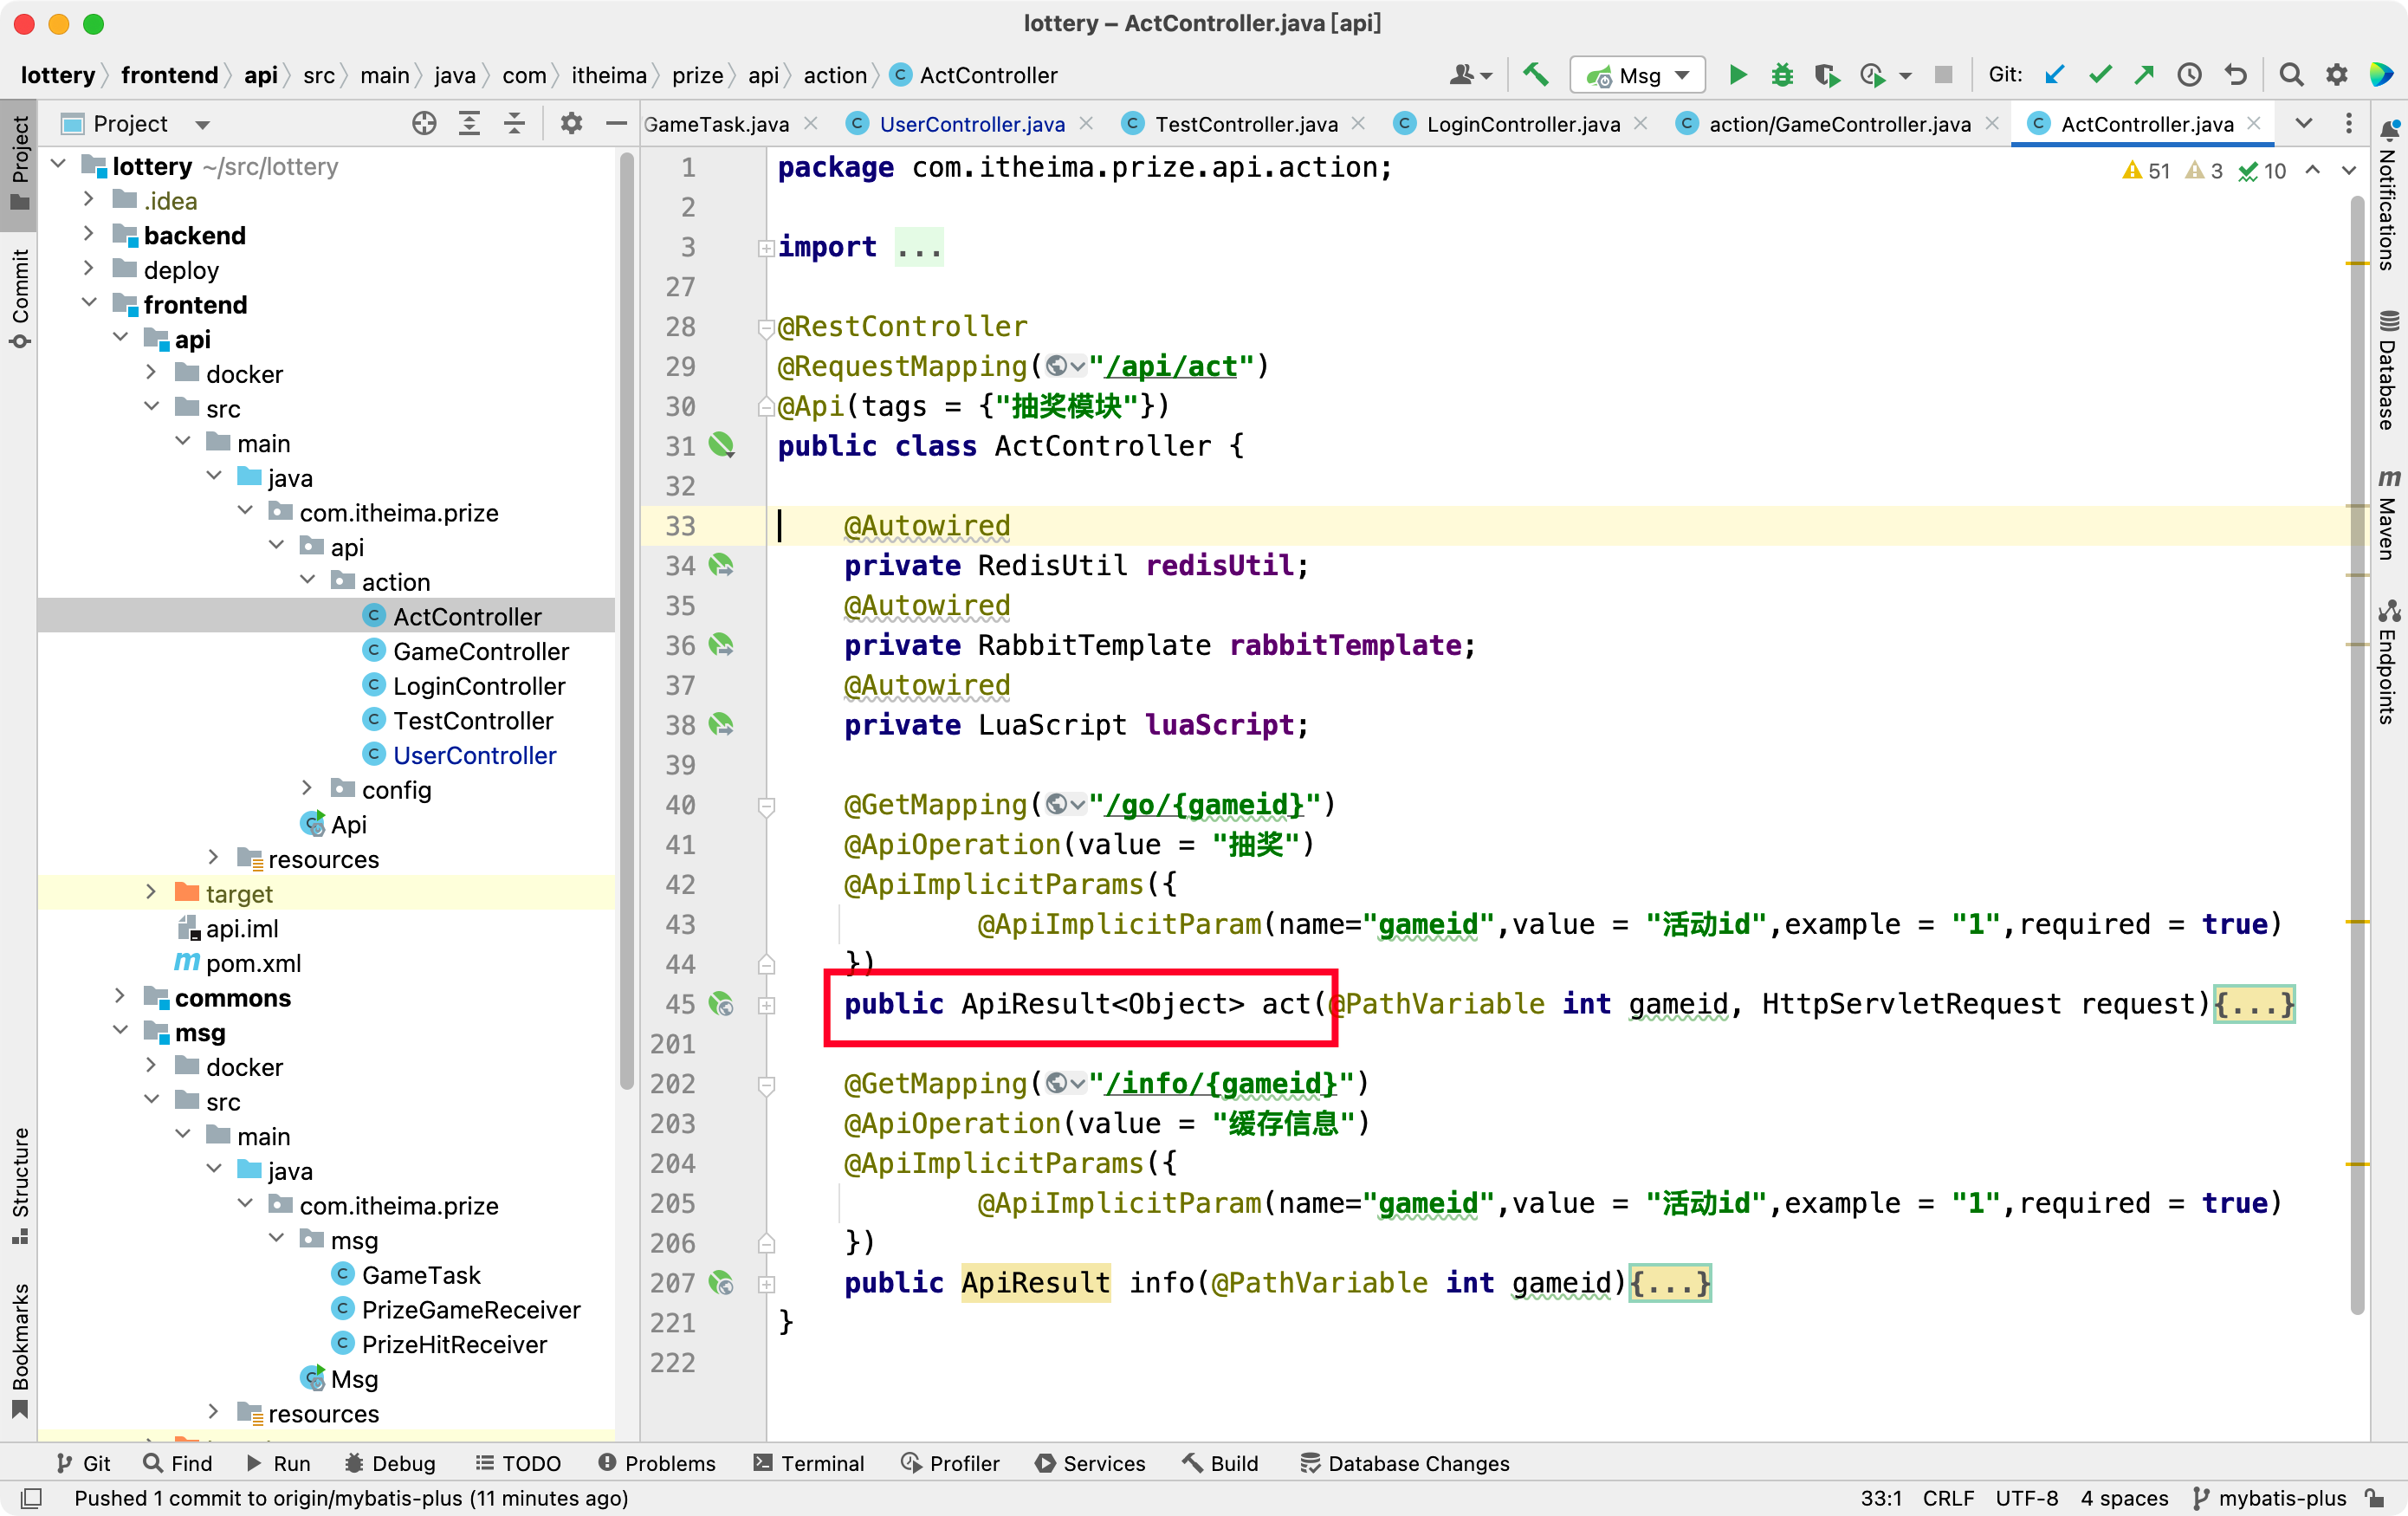 lottery – ActController.java [api]
lottery frontend api src main java com itheima prize api action ActController
Msg
Git:
Project
GameTask.java UserController.java TestController.java LoginController.java action/GameController.java ActController.java
Project
Commit
Structure
Bookmarks
lottery ~/src/lottery
.idea
backend
deploy
frontend
api
docker
src
main
java
com.itheima.prize
api
action
ActController
GameController
LoginController
TestController
UserController
config
Api
resources
target
api.iml
pom.xml
commons
msg
docker
src
main
java
com.itheima.prize
msg
GameTask
PrizeGameReceiver
PrizeHitReceiver
Msg
resources
51 3 10
1 package com.itheima.prize.api.action;
2
3 import ...
27
28 @RestController
29 @RequestMapping("/api/act")
30 @Api(tags = {"抽奖模块"})
31 public class ActController {
32
33 @Autowired
34 private RedisUtil redisUtil;
35 @Autowired
36 private RabbitTemplate rabbitTemplate;
37 @Autowired
38 private LuaScript luaScript;
39
40 @GetMapping("/go/{gameid}")
41 @ApiOperation(value = "抽奖")
42 @ApiImplicitParams({
43 @ApiImplicitParam(name="gameid",value = "活动id",example = "1",required = true)
44 })
45 public ApiResult<Object> act(@PathVariable int gameid, HttpServletRequest request){...}
201
202 @GetMapping("/info/{gameid}")
203 @ApiOperation(value = "缓存信息")
204 @ApiImplicitParams({
205 @ApiImplicitParam(name="gameid",value = "活动id",example = "1",required = true)
206 })
207 public ApiResult info(@PathVariable int gameid){...}
221 }
222
Notifications
Database
Maven
Endpoints
Git Find Run Debug TODO Problems Terminal Profiler Services Build Database Changes
Pushed 1 commit to origin/mybatis-plus (11 minutes ago)
33:1 CRLF UTF-8 4 spaces mybatis-plus